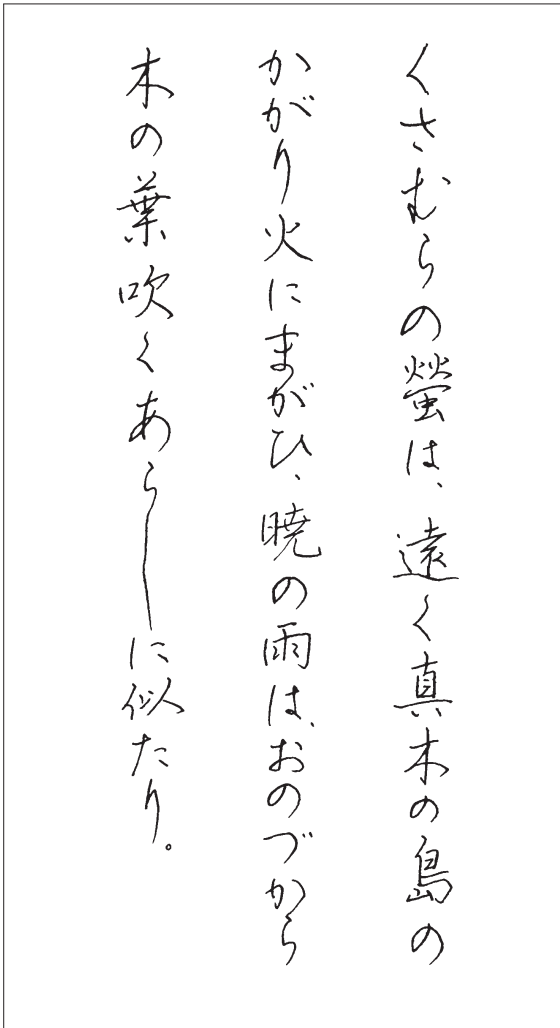 くさむらの螢は、遠く真木の島の
かがり火にまがひ、暁の雨は、おのづから
木の葉吹くあらしに似たり。